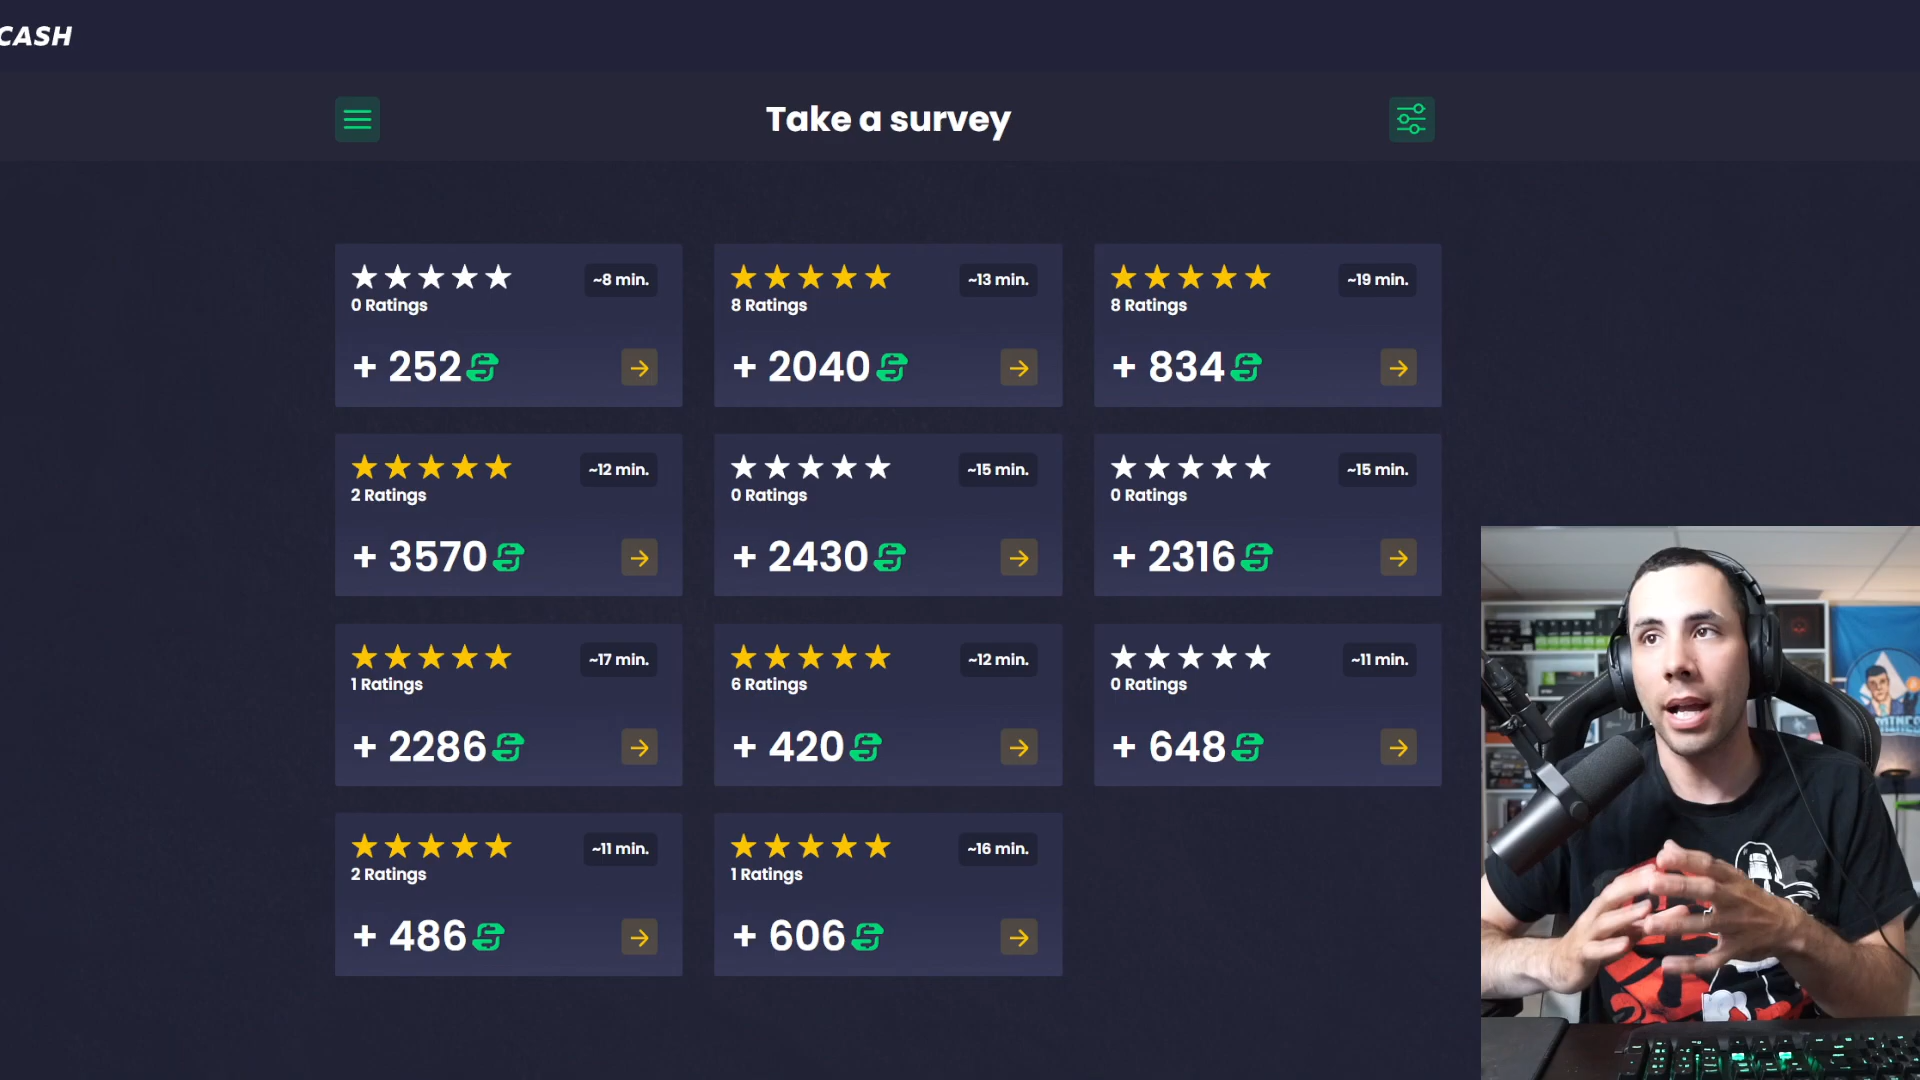 CASH
Take a survey
~8 min.
0 Ratings
+ 252
~13 min.
8 Ratings
+ 2040
~19 min.
8 Ratings
+ 834
~12 min.
2 Ratings
+ 3570
~15 min.
0 Ratings
+ 2430
~15 min.
0 Ratings
+ 2316
~17 min.
1 Ratings
+ 2286
~12 min.
6 Ratings
+ 420
~11 min.
0 Ratings
+ 648
~11 min.
2 Ratings
+ 486
~16 min.
1 Ratings
+ 606